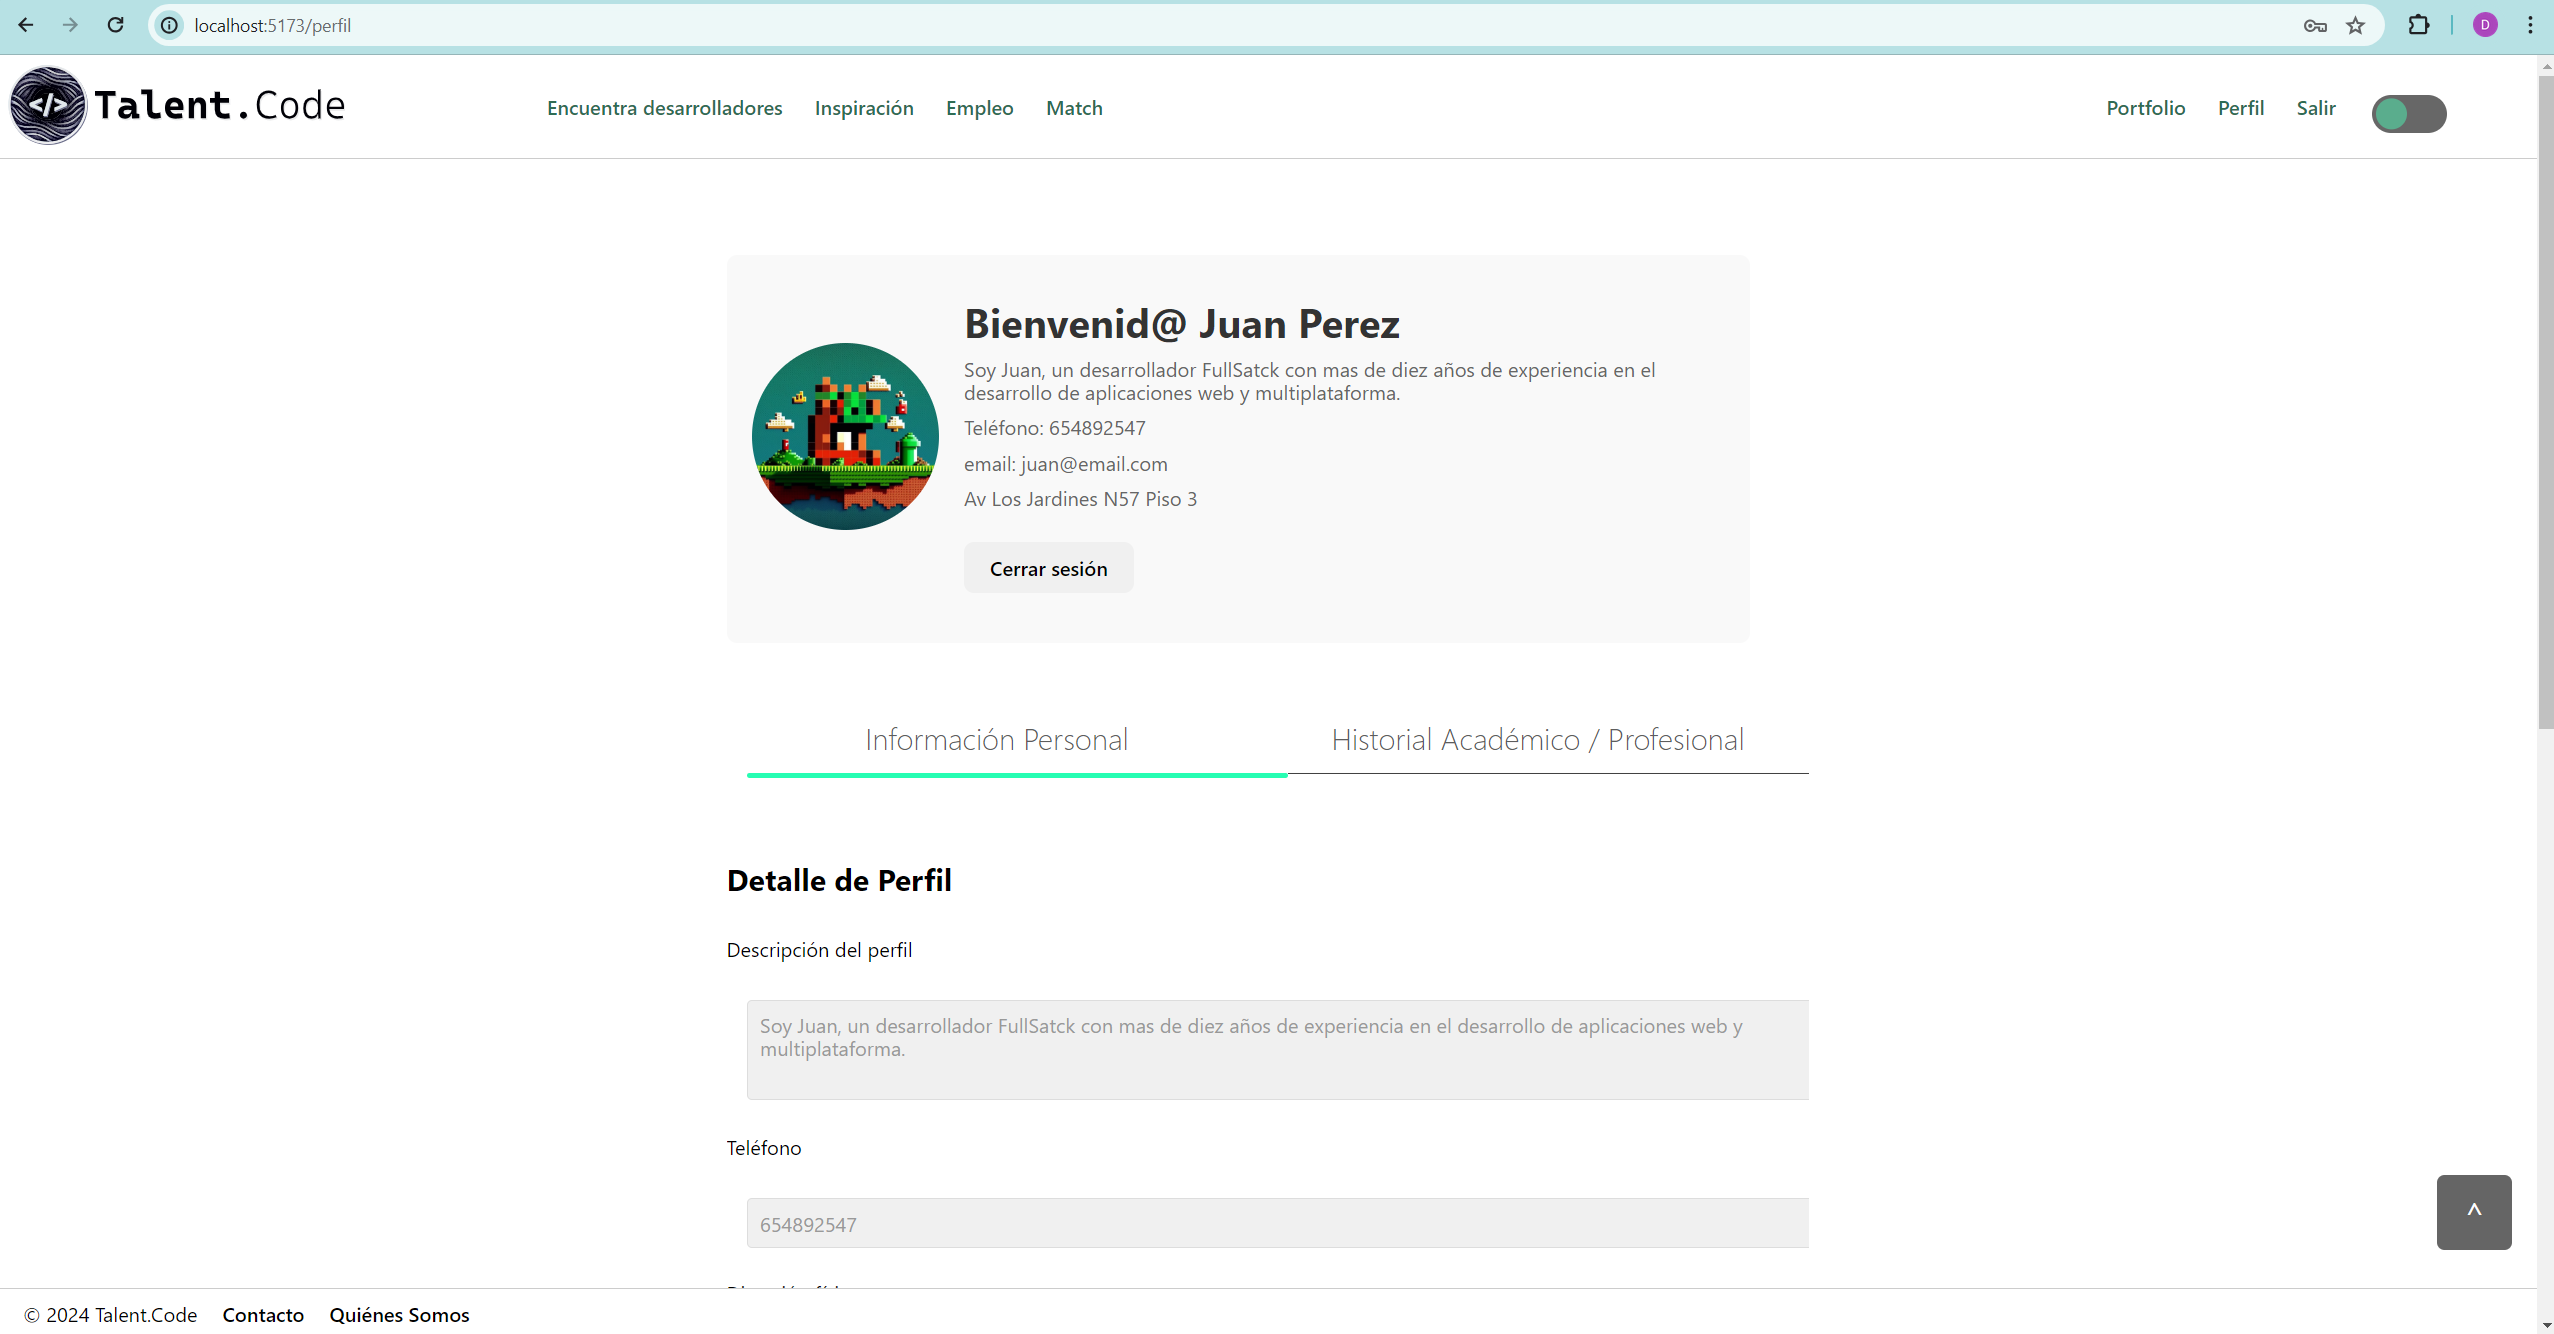 localhost:5173/perfil
D
</> Talent.Code
Encuentra desarrolladores Inspiración Empleo Match
Portfolio Perfil Salir
Bienvenid@ Juan Perez
Soy Juan, un desarrollador FullSatck con mas de diez años de experiencia en el
desarrollo de aplicaciones web y multiplataforma.
Teléfono: 654892547
email: juan@email.com
Av Los Jardines N57 Piso 3
Cerrar sesión
Información Personal Historial Académico / Profesional
Detalle de Perfil
Descripción del perfil
Soy Juan, un desarrollador FullSatck con mas de diez años de experiencia en el desarrollo de aplicaciones web y
multiplataforma.
Teléfono
654892547
^
© 2024 Talent.Code Contacto Quiénes Somos